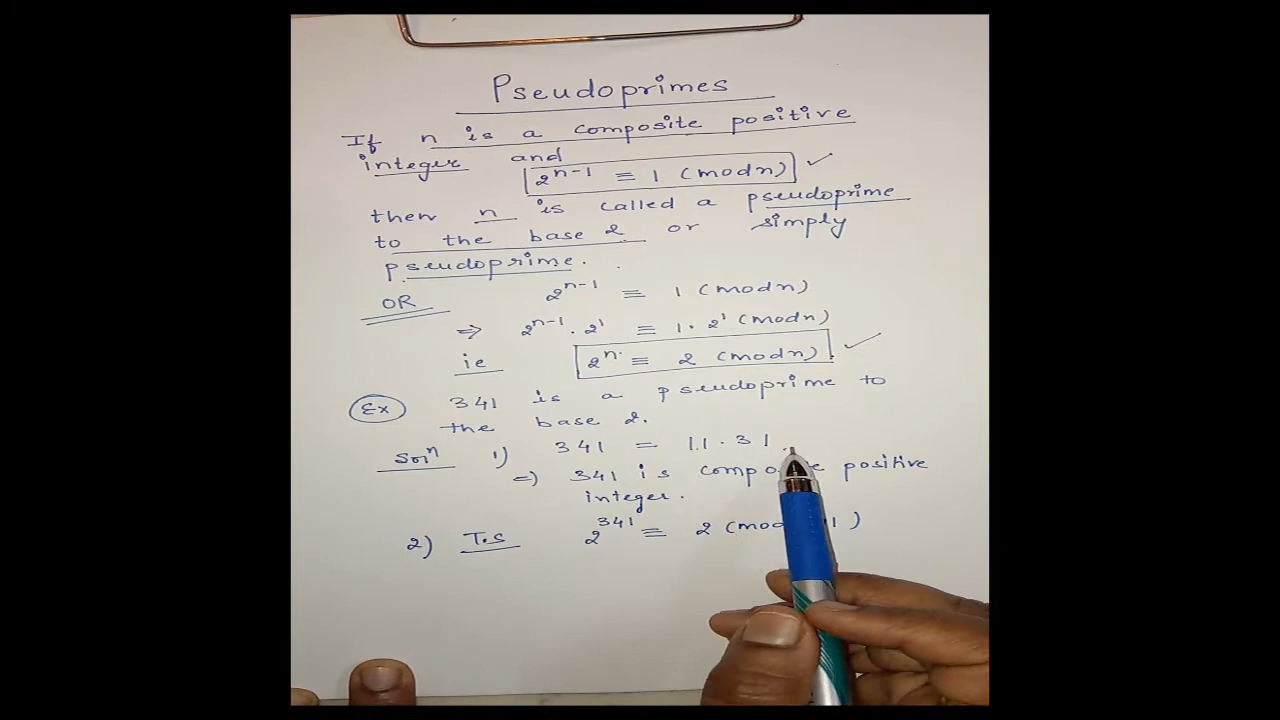 Pseudoprimes
If n is a composite positive
integer and
2^{n-1} ≡ 1 (mod n) ✓
then n is called a pseudoprime
to the base 2 or simply
pseudoprime.
OR 2^{n-1} ≡ 1 (mod n)
⇒ 2^{n-1} · 2^1 ≡ 1 · 2^1 (mod n)
ie 2^n ≡ 2 (mod n) ✓
Ex 341 is a pseudoprime to
the base 2.
Sol^n 1) 341 = 11 · 31
⇒ 341 is positive
integer.
2) T.S 2^{341} ≡ 2